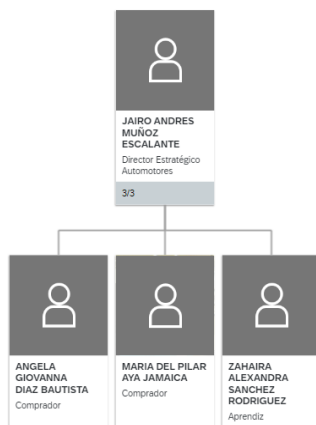 JAIRO ANDRES
MUÑOZ
ESCALANTE
Director Estratégico
Automotores
3/3
ANGELA
GIOVANNA
DIAZ BAUTISTA
Comprador
MARIA DEL PILAR
AYA JAMAICA
Comprador
ZAHAIRA
ALEXANDRA
SANCHEZ
RODRIGUEZ
Aprendiz